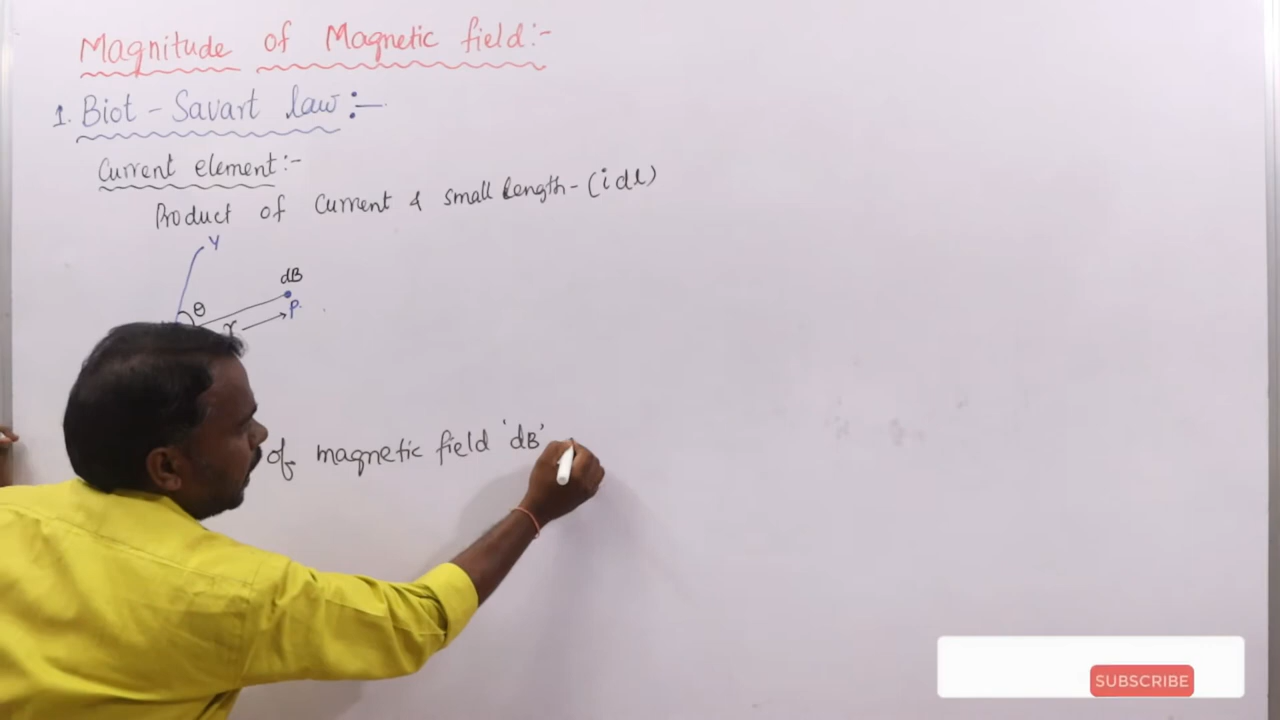 Magnitude of Magnetic field:-
1. Biot - Savart law:-
Current element:-
Product of Current & small length - (idl)
Y
dB
θ
P.
r
of magnetic field 'dB'
SUBSCRIBE